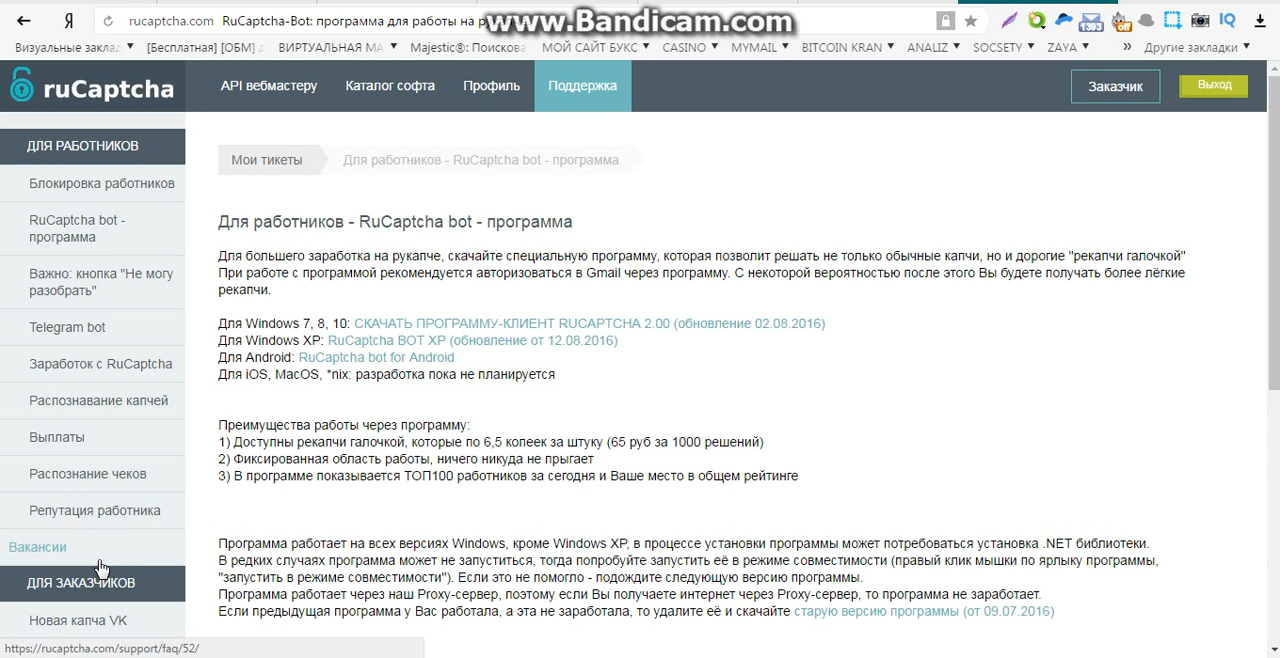 rucaptcha.com RuCaptcha-Bot: программа для работы на
www.Bandicam.com
Визуальные заклад
[Бесплатная] [ОБМ]
ВИРТУАЛЬНАЯ МА
Majestic®: Поискова
МОЙ САЙТ БУКС
CASINO
MYMAIL
BITCOIN KRAN
ANALIZ
SOCSETY
ZAYA
»
Другие закладки
ruCaptcha
API вебмастеру
Каталог софта
Профиль
Поддержка
Заказчик
Выход
ДЛЯ РАБОТНИКОВ
Блокировка работников
RuCaptcha bot -
программа
Важно: кнопка "Не могу
разобрать"
Telegram bot
Заработок с RuCaptcha
Распознавание капчей
Выплаты
Распознание чеков
Репутация работника
Вакансии
ДЛЯ ЗАКАЗЧИКОВ
Новая капча VK
Мои тикеты
Для работников - RuCaptcha bot - программа
Для работников - RuCaptcha bot - программа
Для большего заработка на рукапче, скачайте специальную программу, которая позволит решать не только обычные капчи, но и дорогие "рекапчи галочкой"
При работе с программой рекомендуется авторизоваться в Gmail через программу. С некоторой вероятностью после этого Вы будете получать более лёгкие
рекапчи.
Для Windows 7, 8, 10: СКАЧАТЬ ПРОГРАММУ-КЛИЕНТ RUCAPTCHA 2.00 (обновление 02.08.2016)
Для Windows XP: RuCaptcha BOT XP (обновление от 12.08.2016)
Для Android: RuCaptcha bot for Android
Для iOS, MacOS, *nix: разработка пока не планируется
Преимущества работы через программу:
1) Доступны рекапчи галочкой, которые по 6,5 копеек за штуку (65 руб за 1000 решений)
2) Фиксированная область работы, ничего никуда не прыгает
3) В программе показывается ТОП100 работников за сегодня и Ваше место в общем рейтинге
Программа работает на всех версиях Windows, кроме Windows XP, в процессе установки программы может потребоваться установка .NET библиотеки.
В редких случаях программа может не запуститься, тогда попробуйте запустить её в режиме совместимости (правый клик мышки по ярлыку программы,
"запустить в режиме совместимости"). Если это не помогло - подождите следующую версию программы.
Программа работает через наш Proxy-сервер, поэтому если Вы получаете интернет через Proxy-сервер, то программа не заработает.
Если предыдущая программа у Вас работала, а эта не заработала, то удалите её и скачайте старую версию программы (от 09.07.2016)
https://rucaptcha.com/support/faq/52/